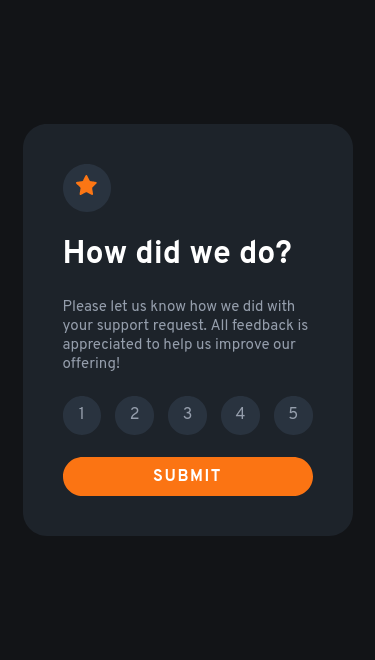 How did we do?
Please let us know how we did with
your support request. All feedback is
appreciated to help us improve our
offering!
1 2 3 4 5
SUBMIT